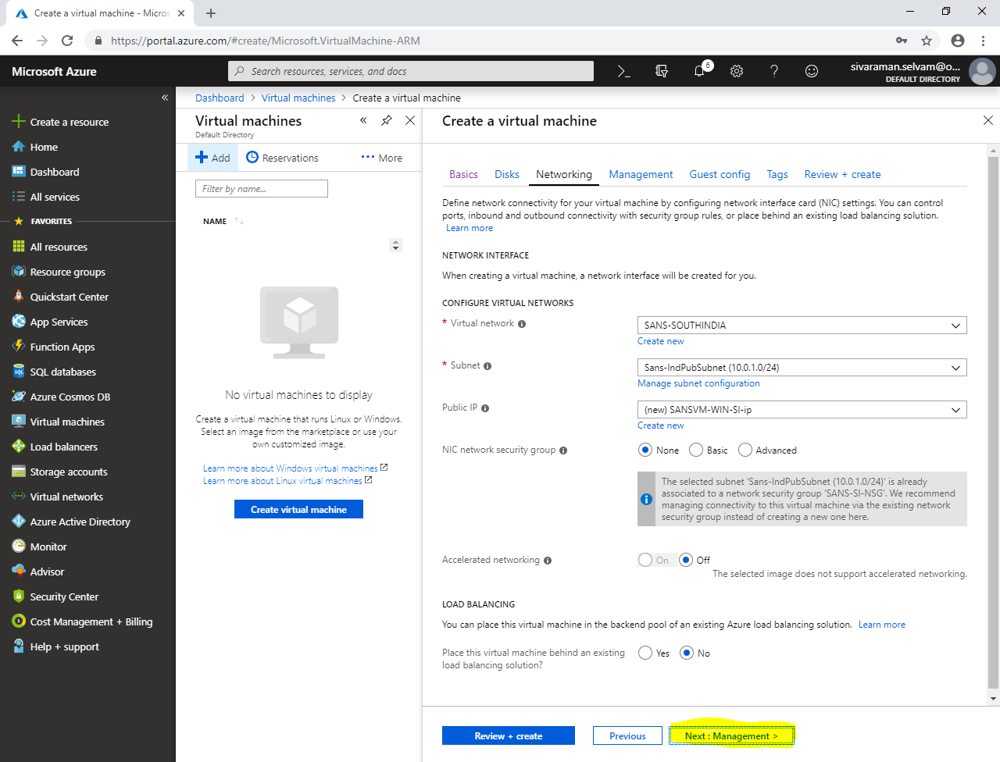 Create a virtual machine - Micros
https://portal.azure.com/#create/Microsoft.VirtualMachine-ARM
Microsoft Azure
Search resources, services, and docs
6
sivaraman.selvam@o...
DEFAULT DIRECTORY
Create a resource
Home
Dashboard
All services
FAVORITES
All resources
Resource groups
Quickstart Center
App Services
Function Apps
SQL databases
Azure Cosmos DB
Virtual machines
Load balancers
Storage accounts
Virtual networks
Azure Active Directory
Monitor
Advisor
Security Center
Cost Management + Billing
Help + support
Dashboard > Virtual machines > Create a virtual machine
Virtual machines
Default Directory
Add
Reservations
More
Filter by name...
NAME
No virtual machines to display
Create a virtual machine that runs Linux or Windows.
Select an image from the marketplace or use your
own customized image.
Learn more about Windows virtual machines
Learn more about Linux virtual machines
Create virtual machine
Create a virtual machine
Basics Disks Networking Management Guest config Tags Review + create
Define network connectivity for your virtual machine by configuring network interface card (NIC) settings. You can control
ports, inbound and outbound connectivity with security group rules, or place behind an existing load balancing solution.
Learn more
NETWORK INTERFACE
When creating a virtual machine, a network interface will be created for you.
CONFIGURE VIRTUAL NETWORKS
* Virtual network
SANS-SOUTHINDIA
Create new
* Subnet
Sans-IndPubSubnet (10.0.1.0/24)
Manage subnet configuration
Public IP
(new) SANSVM-WIN-SI-ip
Create new
NIC network security group
None Basic Advanced
The selected subnet 'Sans-IndPubSubnet (10.0.1.0/24)' is already
associated to a network security group 'SANS-SI-NSG'. We recommend
managing connectivity to this virtual machine via the existing network
security group instead of creating a new one here.
Accelerated networking
On Off
The selected image does not support accelerated networking.
LOAD BALANCING
You can place this virtual machine in the backend pool of an existing Azure load balancing solution. Learn more
Place this virtual machine behind an existing
load balancing solution?
Yes No
Review + create
Previous
Next : Management >